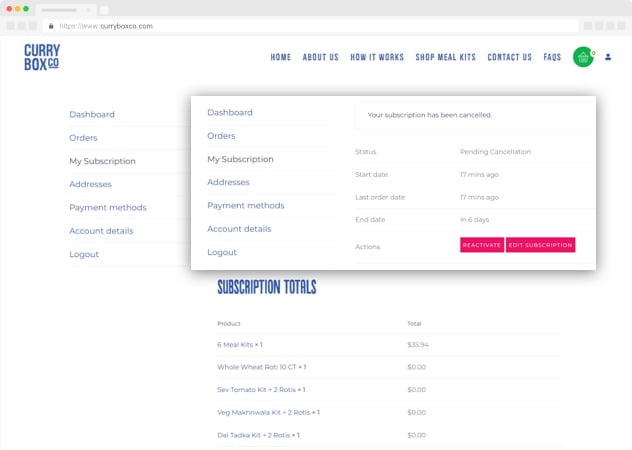 https://www.curryboxco.com
CURRY
BOX CO
HOME ABOUT US HOW IT WORKS SHOP MEAL KITS CONTACT US FAQS 0
Dashboard
Orders
My Subscription
Addresses
Payment methods
Account details
Logout
Dashboard
Orders
My Subscription
Addresses
Payment methods
Account details
Logout
Your subscription has been cancelled.
Status Pending Cancellation
Start date 17 mins ago
Last order date 17 mins ago
End date In 6 days
Actions REACTIVATE EDIT SUBSCRIPTION
SUBSCRIPTION TOTALS
Product Total
6 Meal Kits × 1 $35.94
Whole Wheat Roti 10 CT × 1 $0.00
Sev Tomato Kit + 2 Rotis × 1 $0.00
Veg Makhnwala Kit + 2 Rotis × 1 $0.00
Dal Tadka Kit + 2 Rotis × 1 $0.00